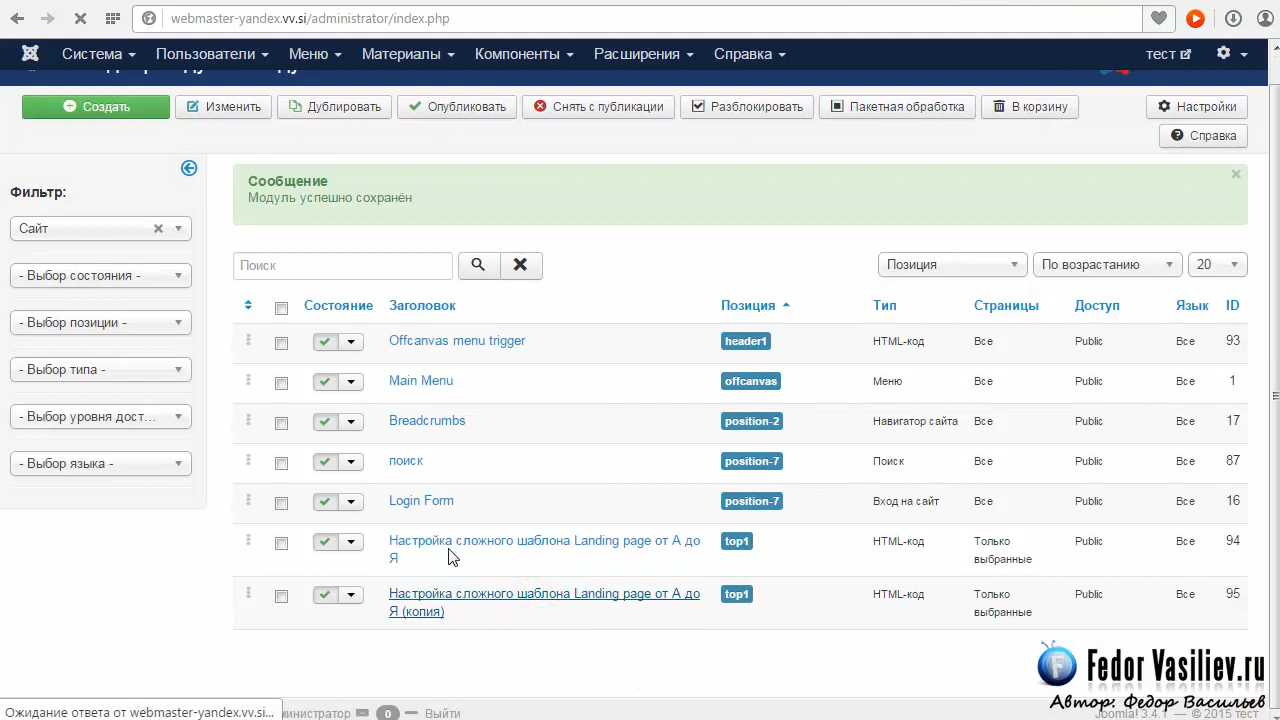 webmaster-yandex.vv.si/administrator/index.php
Система Пользователи Меню Материалы Компоненты Расширения Справка тест
Создать Изменить Дублировать Опубликовать Снять с публикации Разблокировать Пакетная обработка В корзину Настройки
Справка
Фильтр:
Сайт
- Выбор состояния -
- Выбор позиции -
- Выбор типа -
- Выбор уровня дост...
- Выбор языка -
Сообщение
Модуль успешно сохранён
Поиск Позиция По возрастанию 20
Состояние Заголовок Позиция Тип Страницы Доступ Язык ID
Offcanvas menu trigger header1 HTML-код Все Public Все 93
Main Menu offcanvas Меню Все Public Все 1
Breadcrumbs position-2 Навигатор сайта Все Public Все 17
поиск position-7 Поиск Все Public Все 87
Login Form position-7 Вход на сайт Все Public Все 16
Настройка сложного шаблона Landing page от А до top1 HTML-код Только Public Все 94
Я выбранные
Настройка сложного шаблона Landing page от А до top1 HTML-код Только Public Все 95
Я (копия) выбранные
Fedor Vasiliev.ru
Автор: Федор Васильев
Ожидание ответа от webmaster-yandex.vv.si... министратор 0 Выйти Joomla! 3.4.1 — © 2015 тест